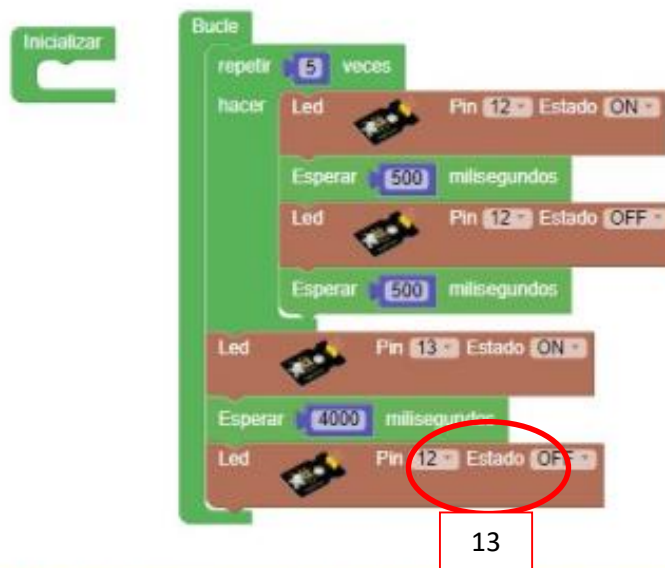 Inicializar
Bucle
repetir 5 veces
hacer Led Pin 12 Estado ON
Esperar 500 milisegundos
Led Pin 12 Estado OFF
Esperar 500 milisegundos
Led Pin 13 Estado ON
Esperar 4000 milisegundos
Led Pin 12 Estado OFF
13